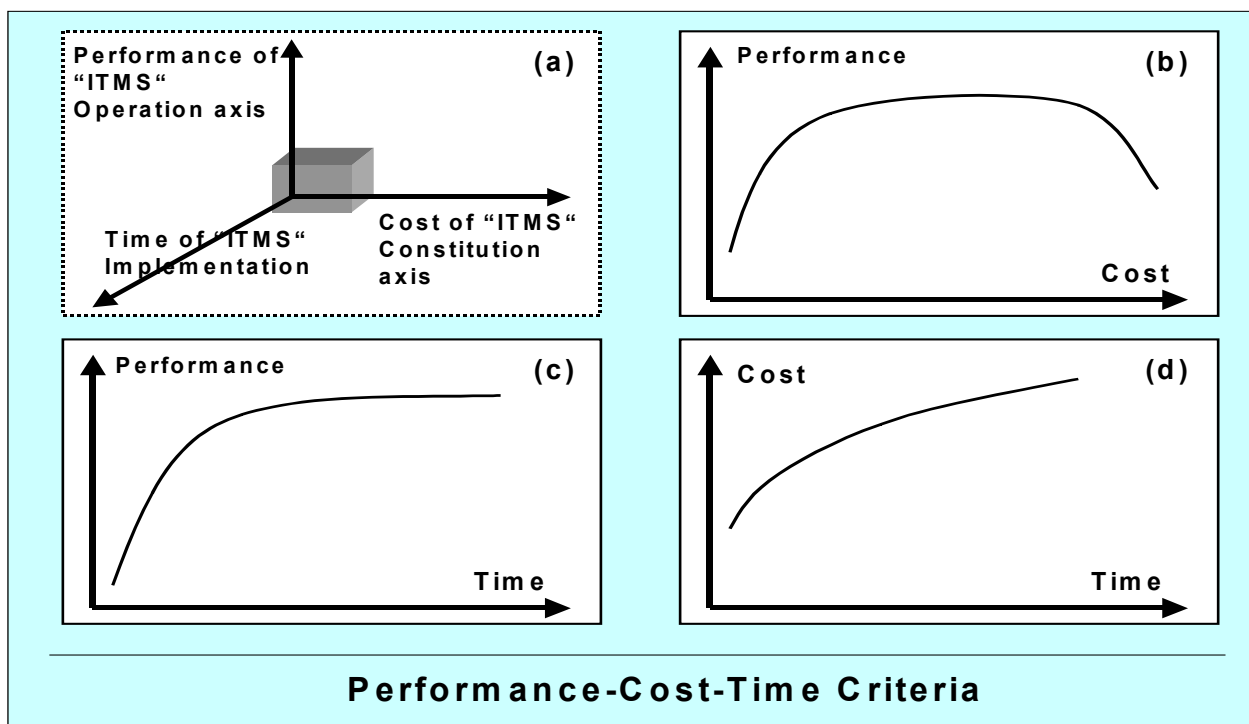 Performance of
“ITMS“
Operation axis
(a)
Time of “ITMS“
Implementation
Cost of “ITMS“
Constitution
axis
Performance
(b)
Cost
Performance
(c)
Time
Cost
(d)
Time
Performance-Cost-Time Criteria